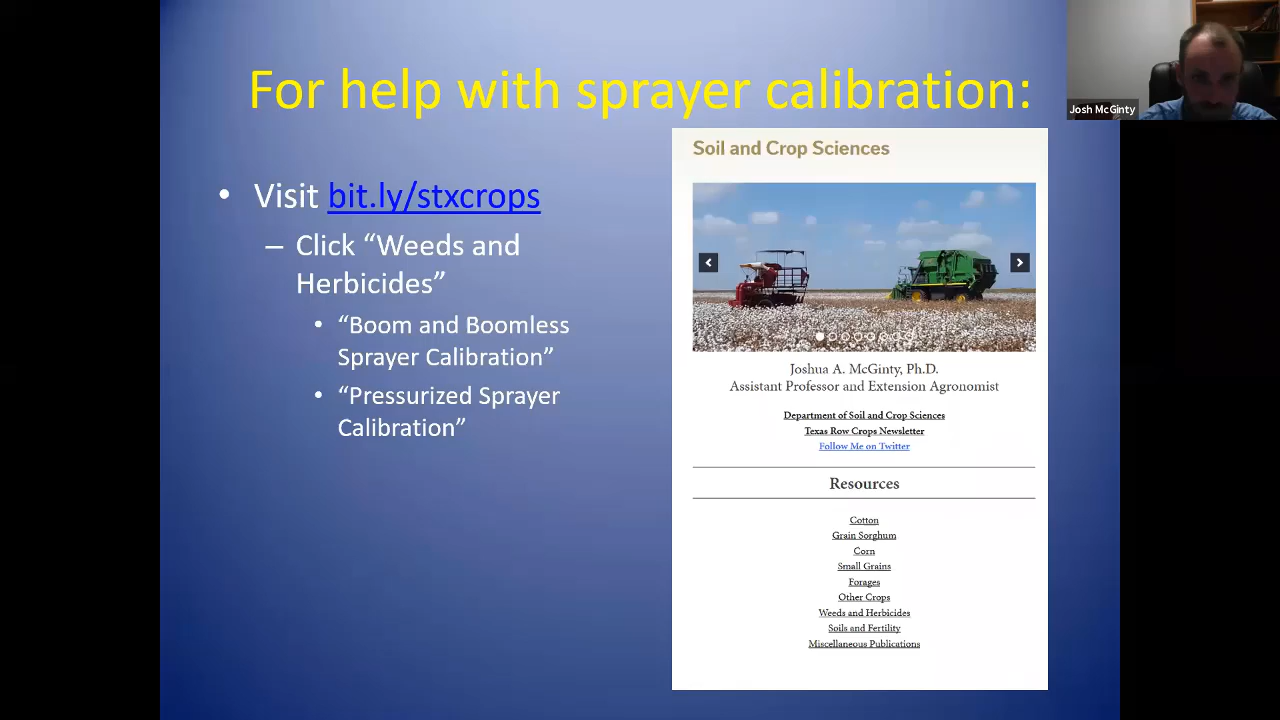 For help with sprayer calibration:
Josh McGinty
• Visit bit.ly/stxcrops
– Click “Weeds and
Herbicides”
• “Boom and Boomless
Sprayer Calibration”
• “Pressurized Sprayer
Calibration”
Soil and Crop Sciences
Joshua A. McGinty, Ph.D.
Assistant Professor and Extension Agronomist
Department of Soil and Crop Sciences
Texas Row Crops Newsletter
Follow Me on Twitter
Resources
Cotton
Grain Sorghum
Corn
Small Grains
Forages
Other Crops
Weeds and Herbicides
Soils and Fertility
Miscellaneous Publications